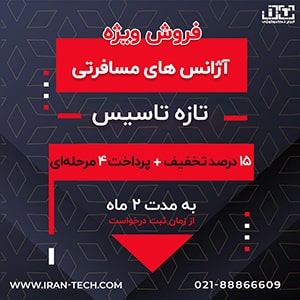 فروش ویژه
آژانس های مسافرتی
تازه تاسیس
۱۵ درصد تخفیف + پرداخت ۴ مرحله‌ای
به مدت ۲ ماه
از زمان ثبت درخواست
WWW.IRAN-TECH.COM
021-88866609